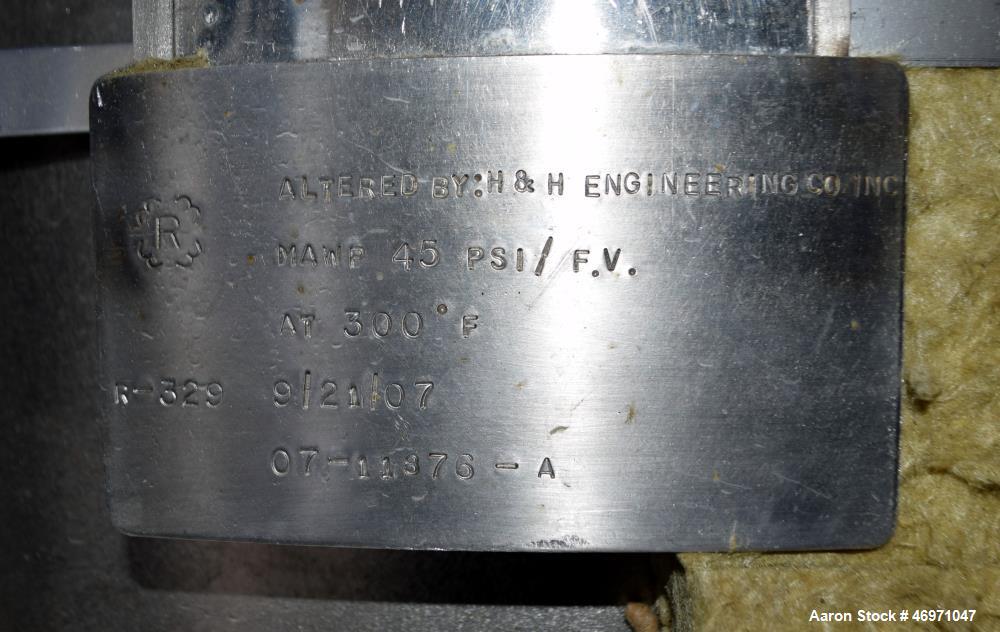 ALTERED BY: H & H ENGINEERING CO. INC
R
MAWP 45 PSI/ F.V.
AT 300° F
R-329 9/21/07
07-11376-A
Aaron Stock # 46971047